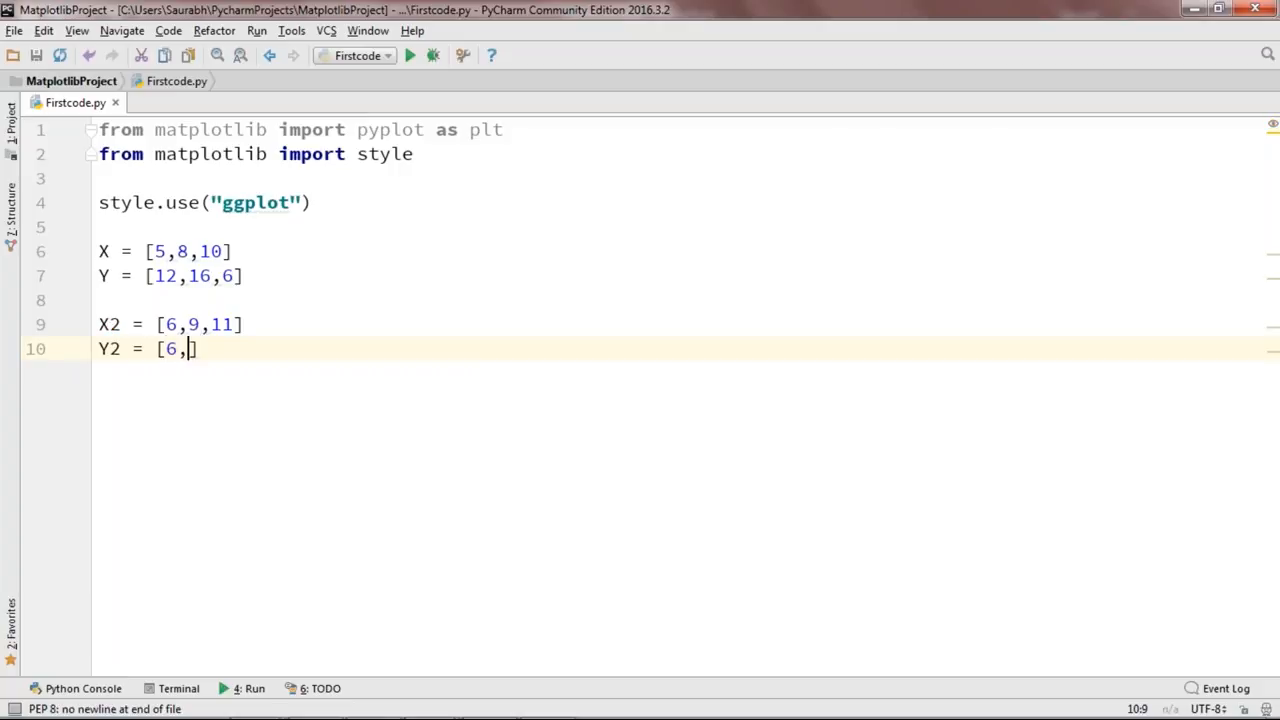 MatplotlibProject - [C:\Users\Saurabh\PycharmProjects\MatplotlibProject] - ...\Firstcode.py - PyCharm Community Edition 2016.3.2
File Edit View Navigate Code Refactor Run Tools VCS Window Help
Firstcode
MatplotlibProject Firstcode.py
Firstcode.py
1: Project
Z: Structure
2: Favorites
1 from matplotlib import pyplot as plt
2 from matplotlib import style
3
4 style.use("ggplot")
5
6 X = [5,8,10]
7 Y = [12,16,6]
8
9 X2 = [6,9,11]
10 Y2 = [6,]
Python Console Terminal 4: Run 6: TODO Event Log
PEP 8: no newline at end of file 10:9 n/a UTF-8